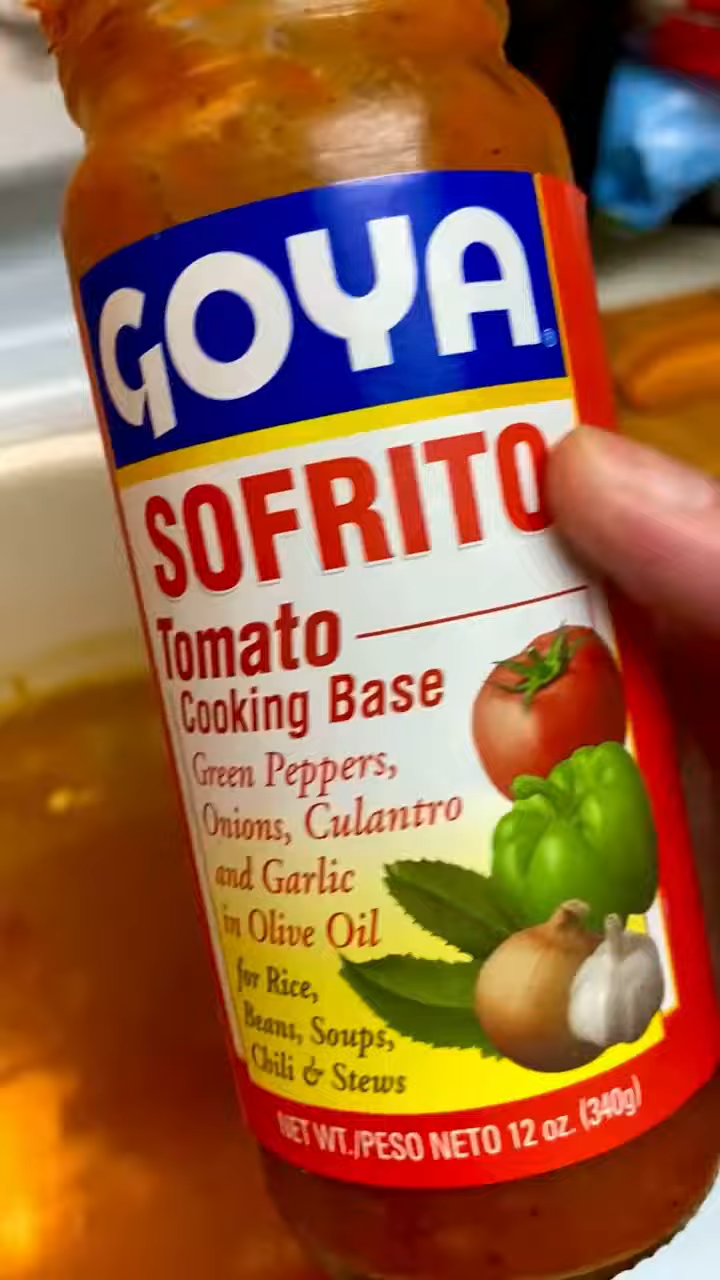 GOYA
SOFRITO
Tomato
Cooking Base
Green Peppers,
Onions, Culantro
and Garlic
in Olive Oil
for Rice,
Beans, Soups,
Chili & Stews
NET WT./PESO NETO 12 oz. (340g)